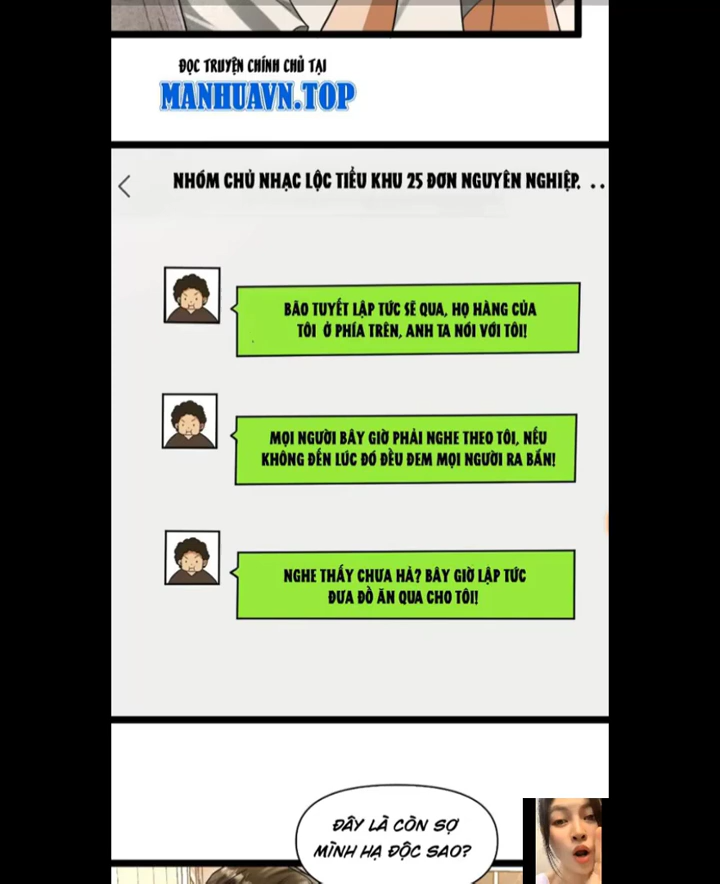 ĐỌC TRUYỆN CHÍNH CHỦ TẠI
MANHUAVN.TOP
NHÓM CHỦ NHẠC LỘC TIỂU KHU 25 ĐƠN NGUYÊN NGHIỆP. ..
BÃO TUYẾT LẬP TỨC SẼ QUA, HỌ HÀNG CỦA
TÔI Ở PHÍA TRÊN, ANH TA NÓI VỚI TÔI!
MỌI NGƯỜI BÂY GIỜ PHẢI NGHE THEO TÔI, NẾU
KHÔNG ĐẾN LÚC ĐÓ ĐỀU ĐEM MỌI NGƯỜI RA BẮN!
NGHE THẤY CHƯA HẢ? BÂY GIỜ LẬP TỨC
ĐƯA ĐỒ ĂN QUA CHO TÔI!
ĐÂY LÀ CÒN SỢ
MÌNH HẠ ĐỘC SAO?